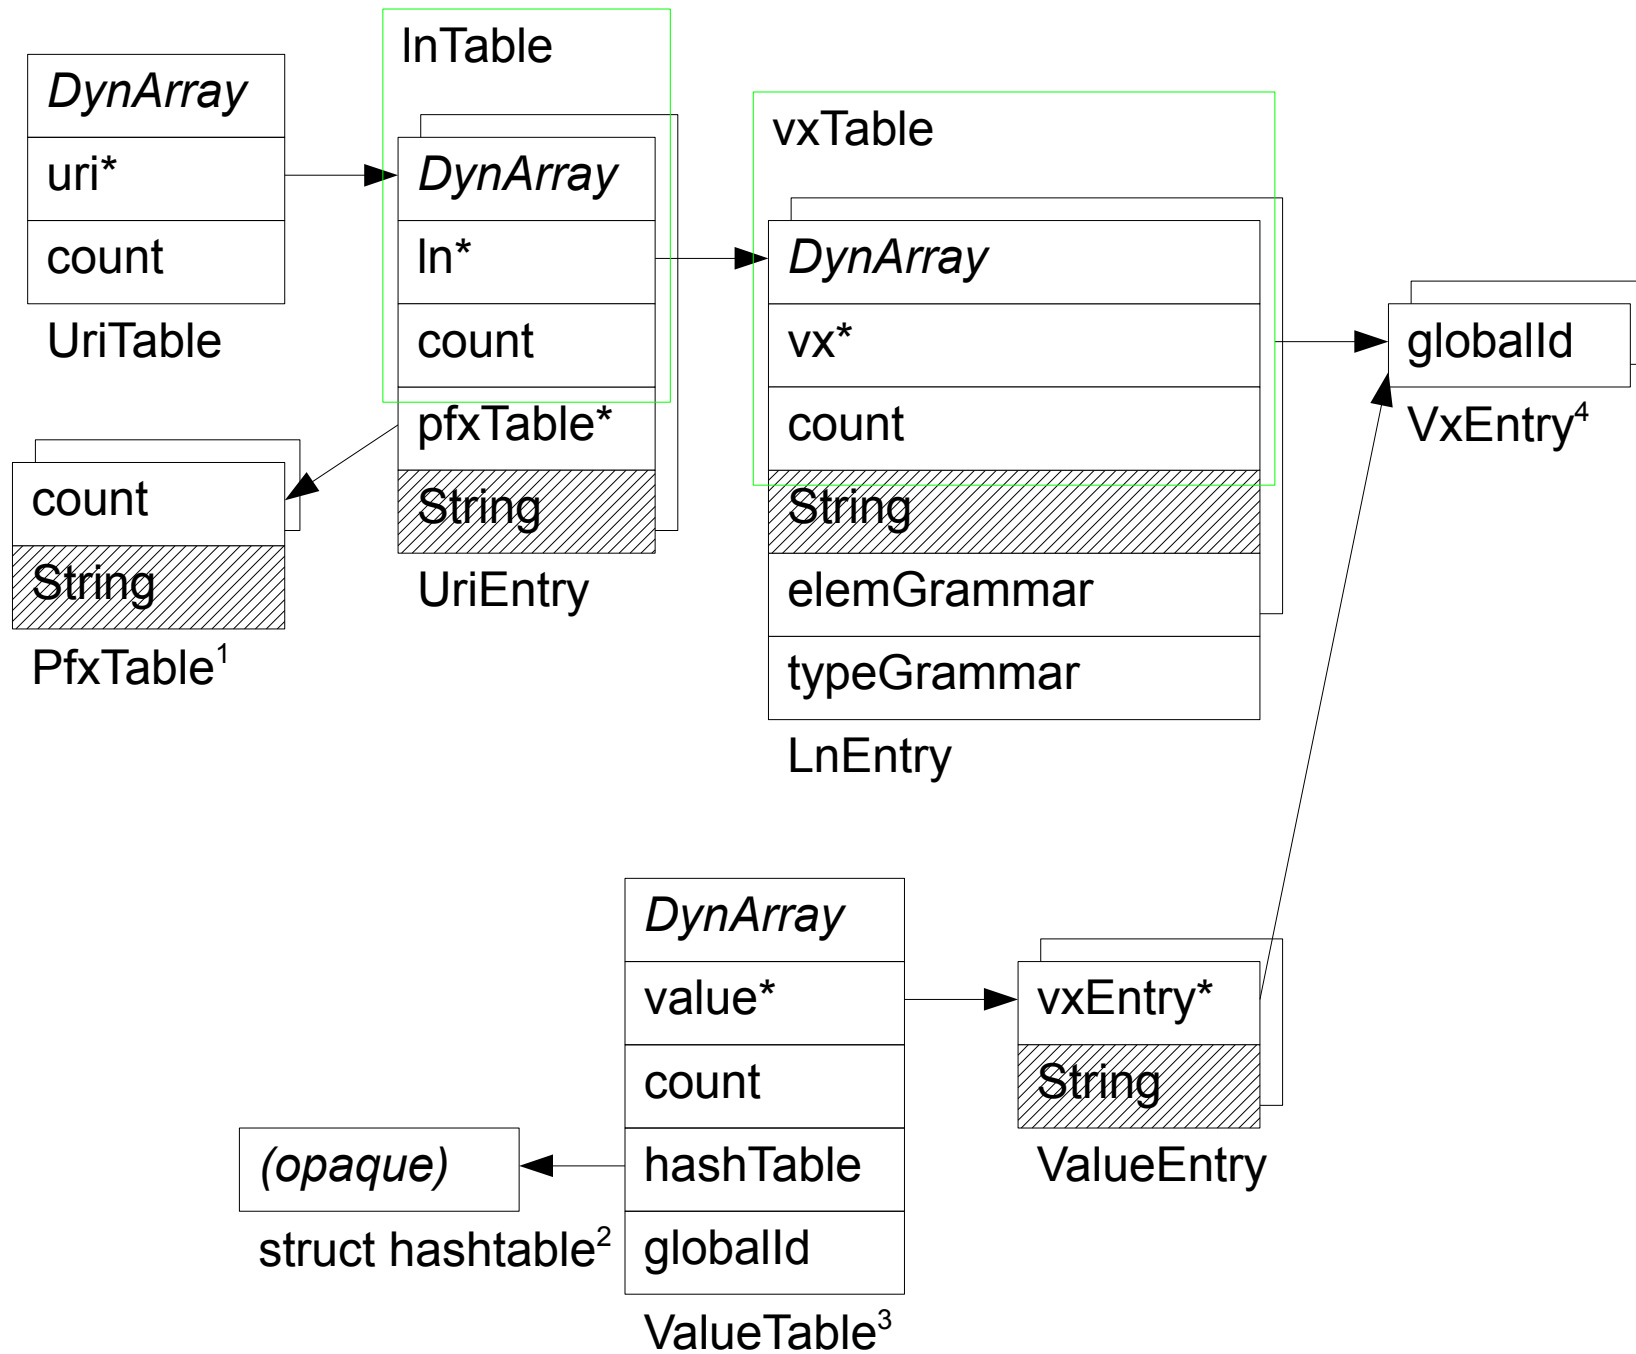 lnTable
DynArray
uri*
count
UriTable
DynArray
ln*
count
pfxTable*
String
UriEntry
vxTable
DynArray
vx*
count
String
elemGrammar
typeGrammar
LnEntry
globalId
VxEntry⁴
count
String
PfxTable¹
DynArray
value*
count
hashTable
globalId
ValueTable³
vxEntry*
String
ValueEntry
(opaque)
struct hashtable²